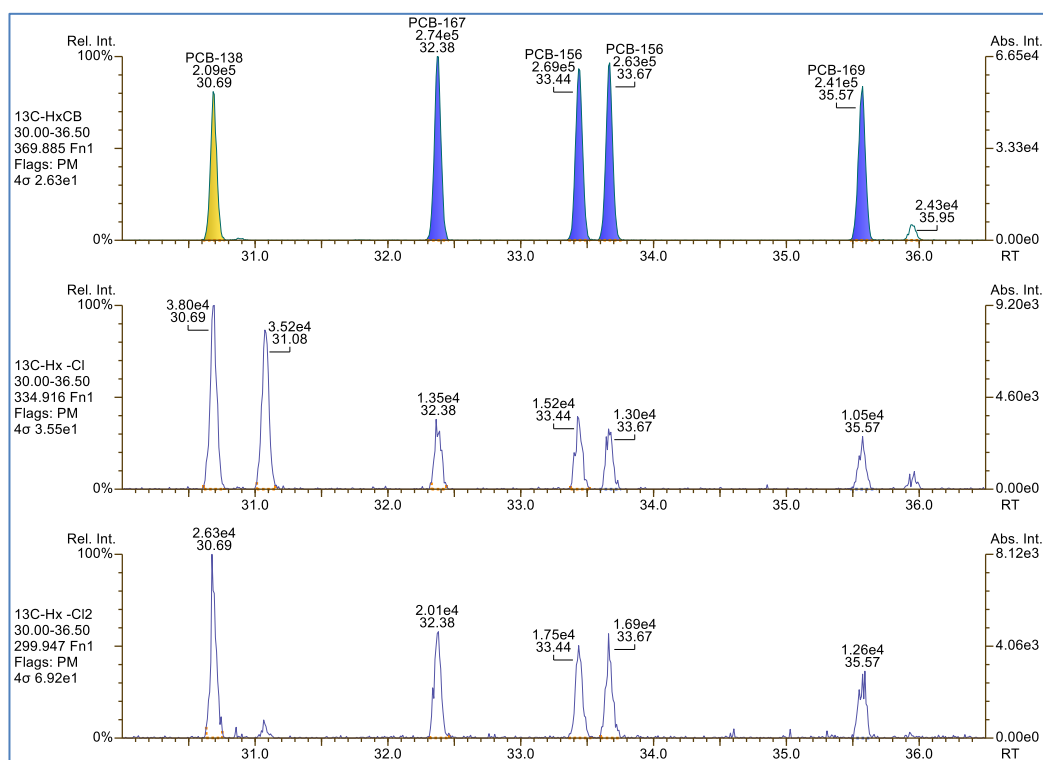 Rel. Int.
100%
0%
Abs. Int.
6.65e4
3.33e4
0.00e0
RT
13C-HxCB
30.00-36.50
369.885 Fn1
Flags: PM
4σ 2.63e1
PCB-138
2.09e5
30.69
PCB-167
2.74e5
32.38
PCB-156
2.69e5
33.44
PCB-156
2.63e5
33.67
PCB-169
2.41e5
35.57
2.43e4
35.95
31.0 32.0 33.0 34.0 35.0 36.0
Rel. Int.
100%
0%
Abs. Int.
9.20e3
4.60e3
0.00e0
RT
13C-Hx -Cl
30.00-36.50
334.916 Fn1
Flags: PM
4σ 3.55e1
3.80e4
30.69
3.52e4
31.08
1.35e4
32.38
1.52e4
33.44
1.30e4
33.67
1.05e4
35.57
31.0 32.0 33.0 34.0 35.0 36.0
Rel. Int.
100%
0%
Abs. Int.
8.12e3
4.06e3
0.00e0
RT
13C-Hx -Cl2
30.00-36.50
299.947 Fn1
Flags: PM
4σ 6.92e1
2.63e4
30.69
2.01e4
32.38
1.75e4
33.44
1.69e4
33.67
1.26e4
35.57
31.0 32.0 33.0 34.0 35.0 36.0